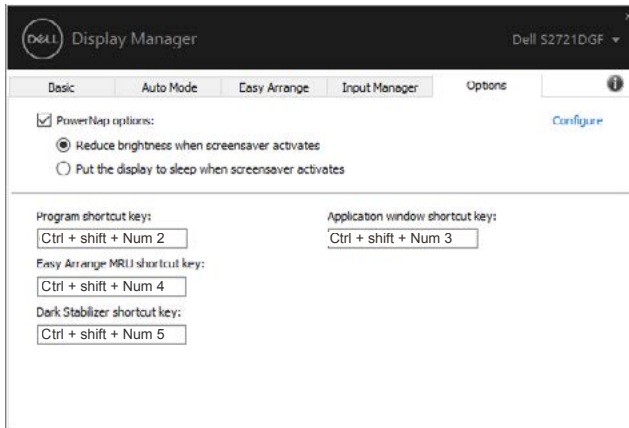 DELL Display Manager
Dell S2721DGF
Basic Auto Mode Easy Arrange Input Manager Options
PowerNap options:
Configure
Reduce brightness when screensaver activates
Put the display to sleep when screensaver activates
Program shortcut key:
Application window shortcut key:
Ctrl + shift + Num 2
Ctrl + shift + Num 3
Easy Arrange MRU shortcut key:
Ctrl + shift + Num 4
Dark Stabilizer shortcut key:
Ctrl + shift + Num 5